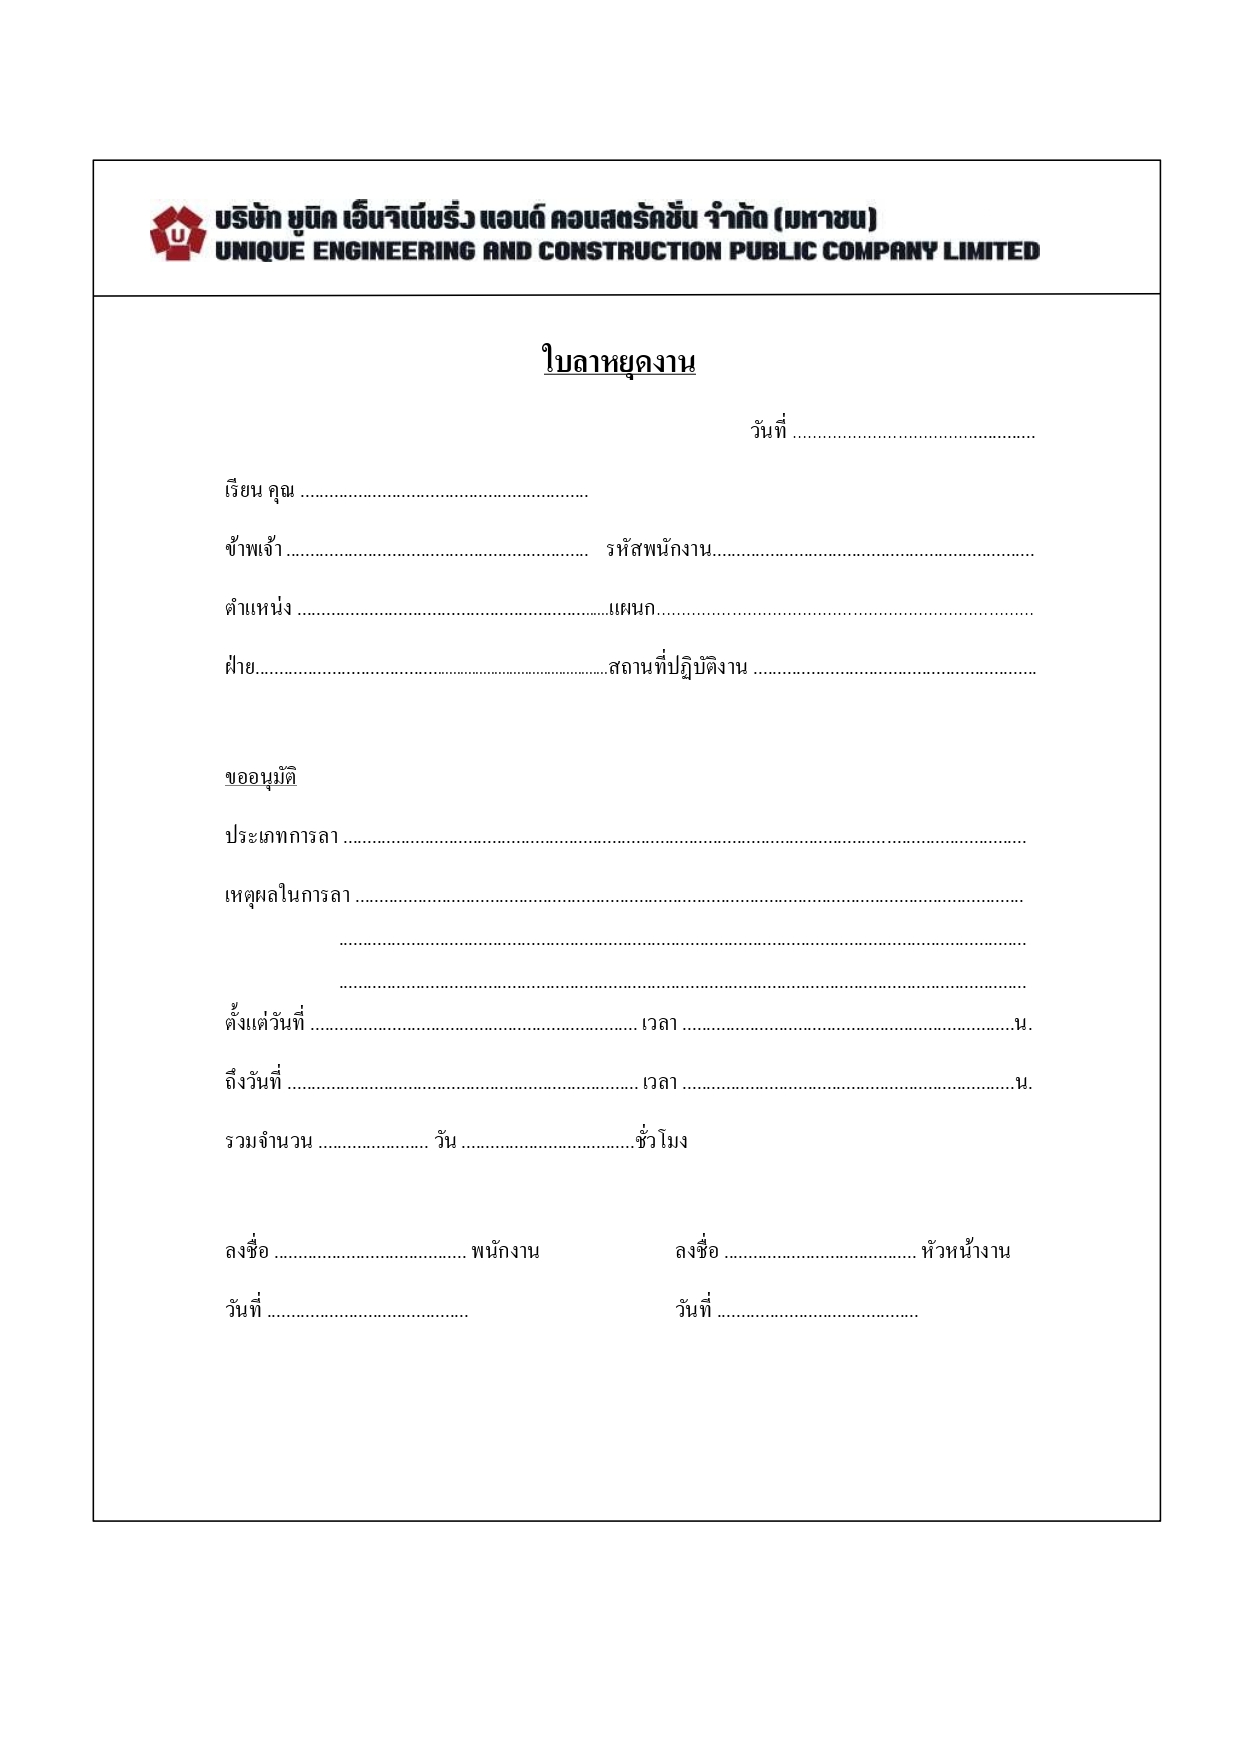 บริษัท ยูนิค เอ็นจิเนียริ่ง แอนด์ คอนสตรัคชั่น จำกัด (มหาชน)
UNIQUE ENGINEERING AND CONSTRUCTION PUBLIC COMPANY LIMITED
ใบลาหยุดงาน
วันที่ ................................................
เรียน คุณ ............................................................
ข้าพเจ้า ............................................................... รหัสพนักงาน...................................................................
ตำแหน่ง .................................................................แผนก...........................................................................
ฝ่าย..........................................................................สถานที่ปฏิบัติงาน ...........................................................
ขออนุมัติ
ประเภทการลา ..............................................................................................................................................
เหตุผลในการลา ...........................................................................................................................................
...............................................................................................................................................
...............................................................................................................................................
ตั้งแต่วันที่ .................................................................... เวลา .....................................................................น.
ถึงวันที่ ......................................................................... เวลา .....................................................................น.
รวมจำนวน ....................... วัน ....................................ชั่วโมง
ลงชื่อ ........................................ พนักงาน ลงชื่อ ........................................ หัวหน้างาน
วันที่ .......................................... วันที่ ..........................................